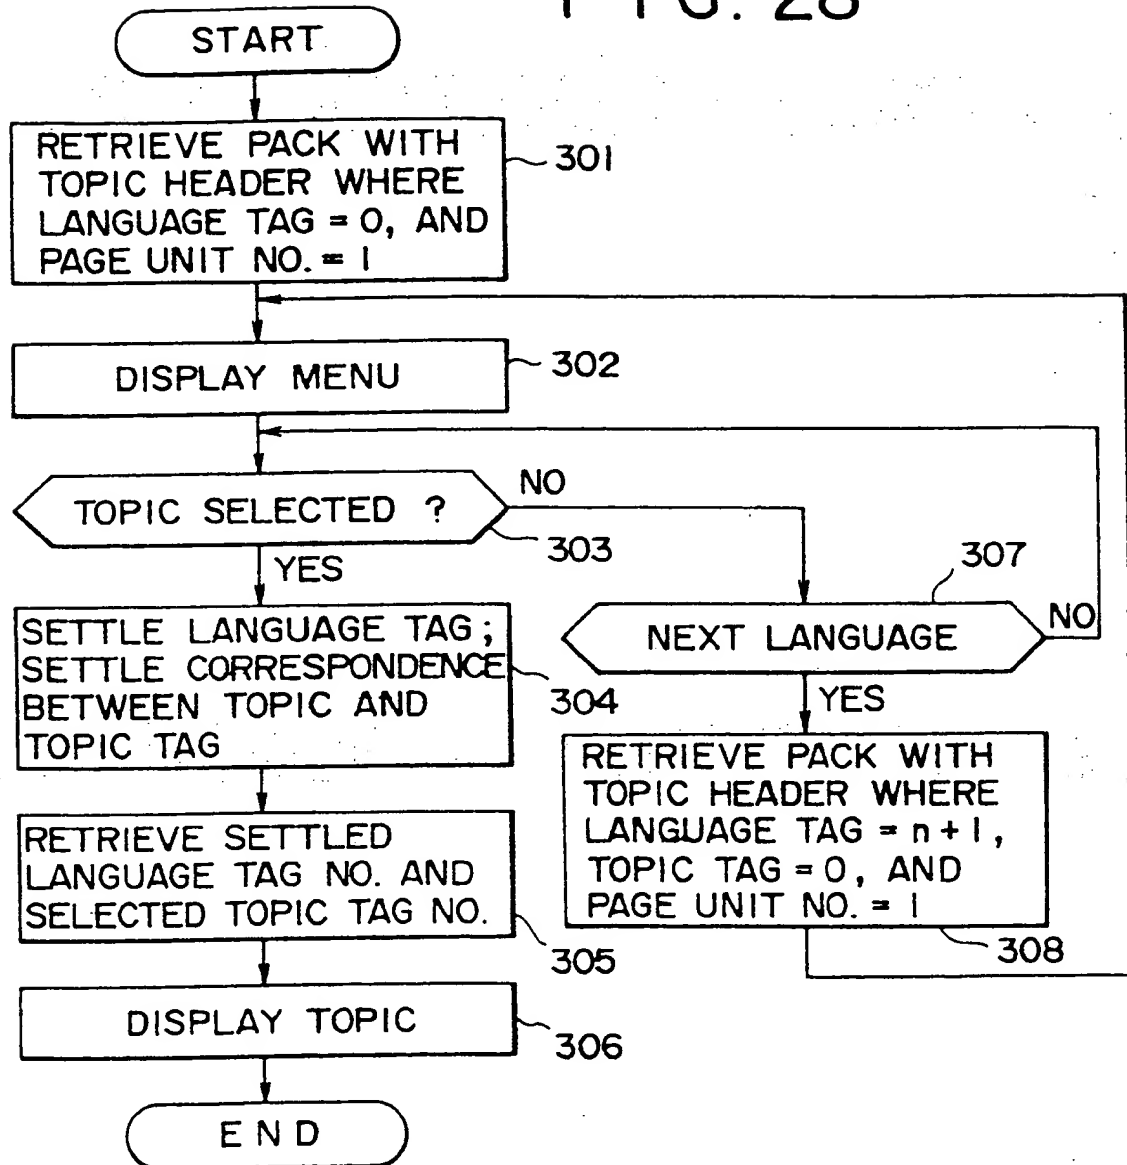 FIG. 28
START
RETRIEVE PACK WITH
TOPIC HEADER WHERE
LANGUAGE TAG = 0, AND
PAGE UNIT NO. = 1
301
DISPLAY MENU
302
TOPIC SELECTED ?
NO
303
YES
SETTLE LANGUAGE TAG;
SETTLE CORRESPONDENCE
BETWEEN TOPIC AND
TOPIC TAG
304
RETRIEVE SETTLED
LANGUAGE TAG NO. AND
SELECTED TOPIC TAG NO.
305
DISPLAY TOPIC
306
END
307
NEXT LANGUAGE
NO
YES
RETRIEVE PACK WITH
TOPIC HEADER WHERE
LANGUAGE TAG = n+1,
TOPIC TAG = 0, AND
PAGE UNIT NO. = 1
308